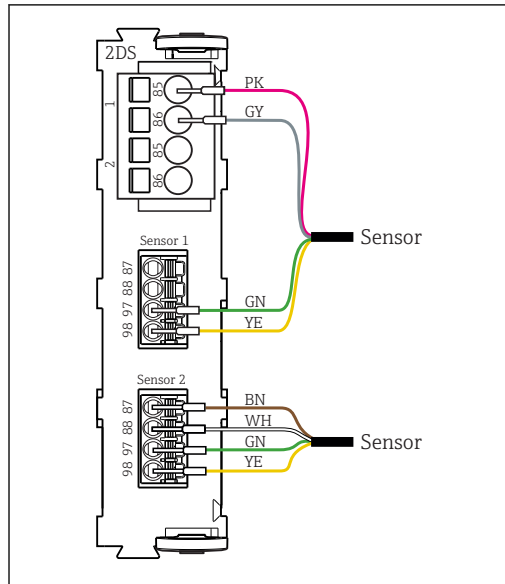 2DS
1
85
PK
86
GY
2
85
86
Sensor
Sensor 1
87
88
97
GN
98
YE
Sensor 2
87
BN
88
WH
97
GN
Sensor
98
YE